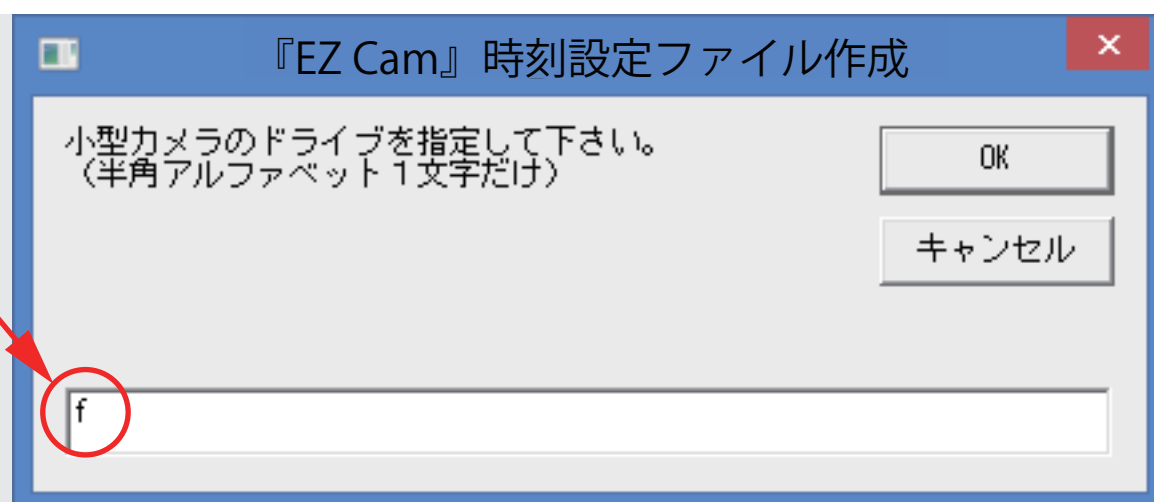 『EZ Cam』時刻設定ファイル作成
小型カメラのドライブを指定して下さい。
（半角アルファベット１文字だけ）
OK
キャンセル
f